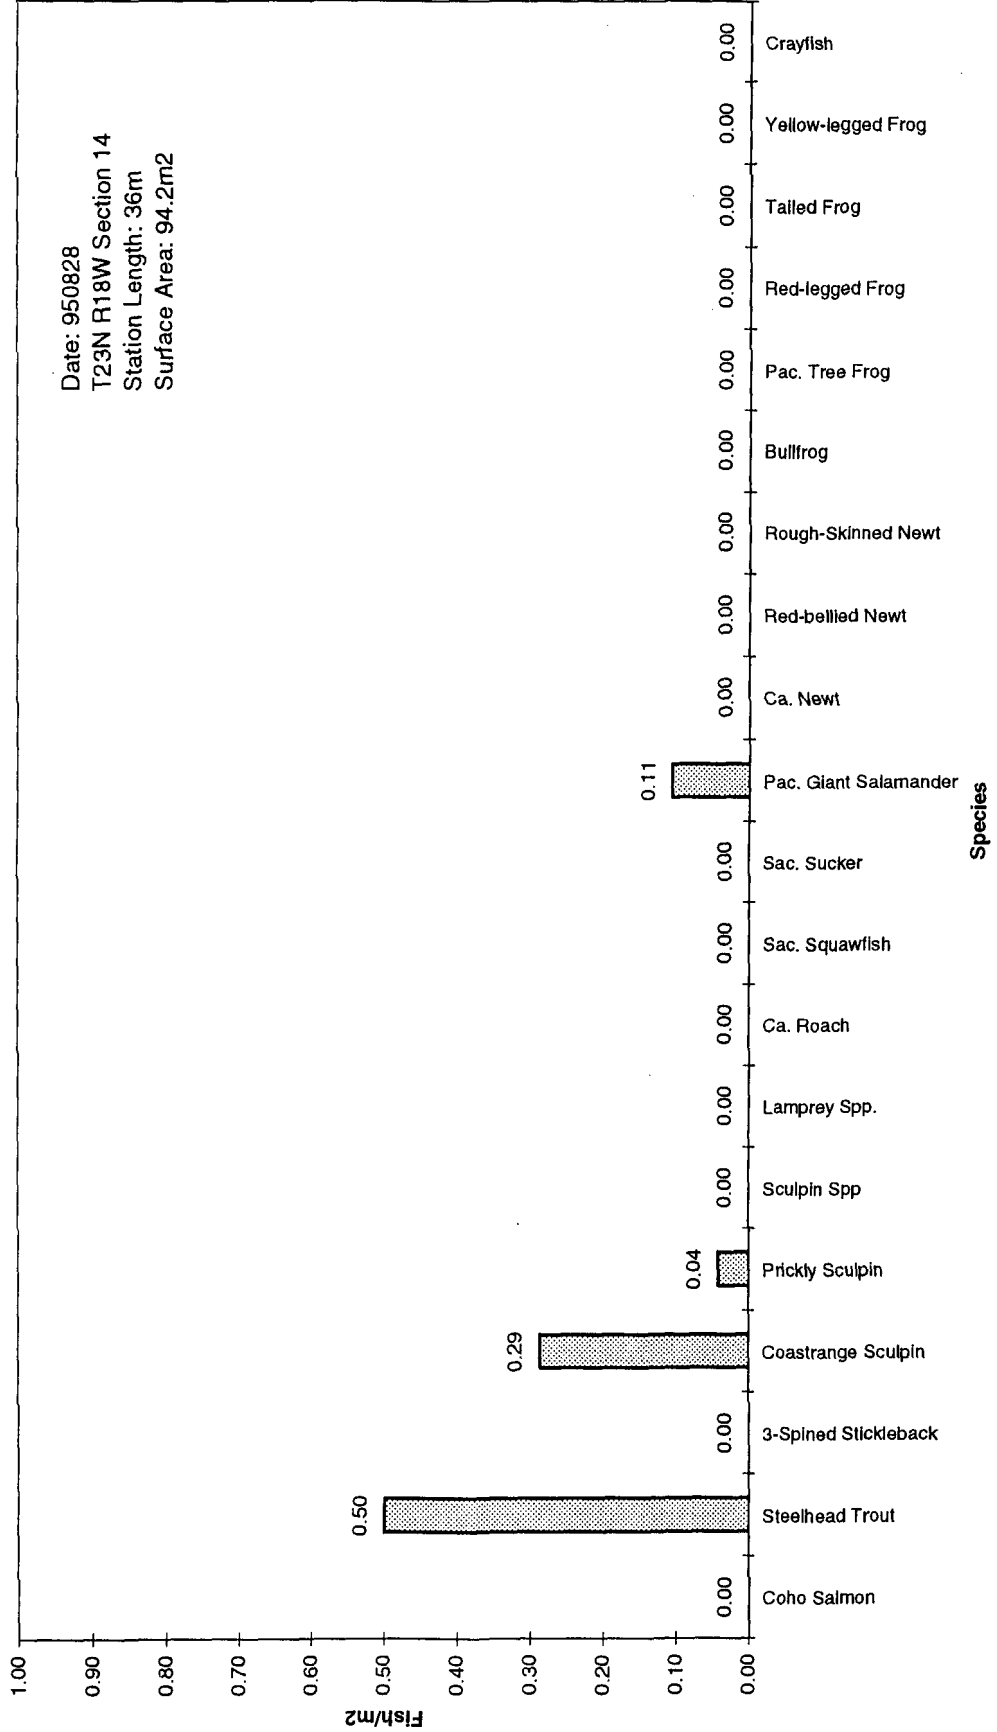 Date: 950828
T23N R18W Section 14
Station Length: 36m
Surface Area: 94.2m2
Fish/m2
1.00
0.90
0.80
0.70
0.60
0.50
0.40
0.30
0.20
0.10
0.00
0.00
0.50
0.00
0.29
0.04
0.00
0.00
0.00
0.00
0.00
0.11
0.00
0.00
0.00
0.00
0.00
0.00
0.00
0.00
0.00
Coho Salmon
Steelhead Trout
3-Spined Stickleback
Coastrange Sculpin
Prickly Sculpin
Sculpin Spp
Lamprey Spp.
Ca. Roach
Sac. Squawfish
Sac. Sucker
Pac. Giant Salamander
Ca. Newt
Red-bellied Newt
Rough-Skinned Newt
Bullfrog
Pac. Tree Frog
Red-legged Frog
Tailed Frog
Yellow-legged Frog
Crayfish
Species